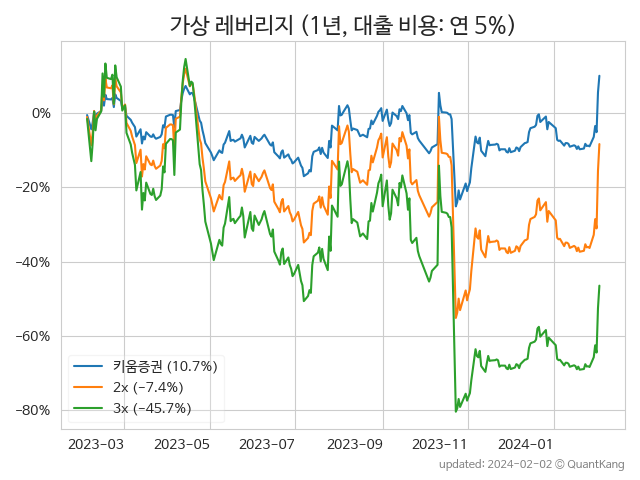 가상 레버리지 (1년, 대출 비용: 연 5%)
0%
−20%
−40%
−60%
−80%
키움증권 (10.7%)
2x (−7.4%)
3x (−45.7%)
2023−03 2023−05 2023−07 2023−09 2023−11 2024−01
updated: 2024−02−02 © QuantKang